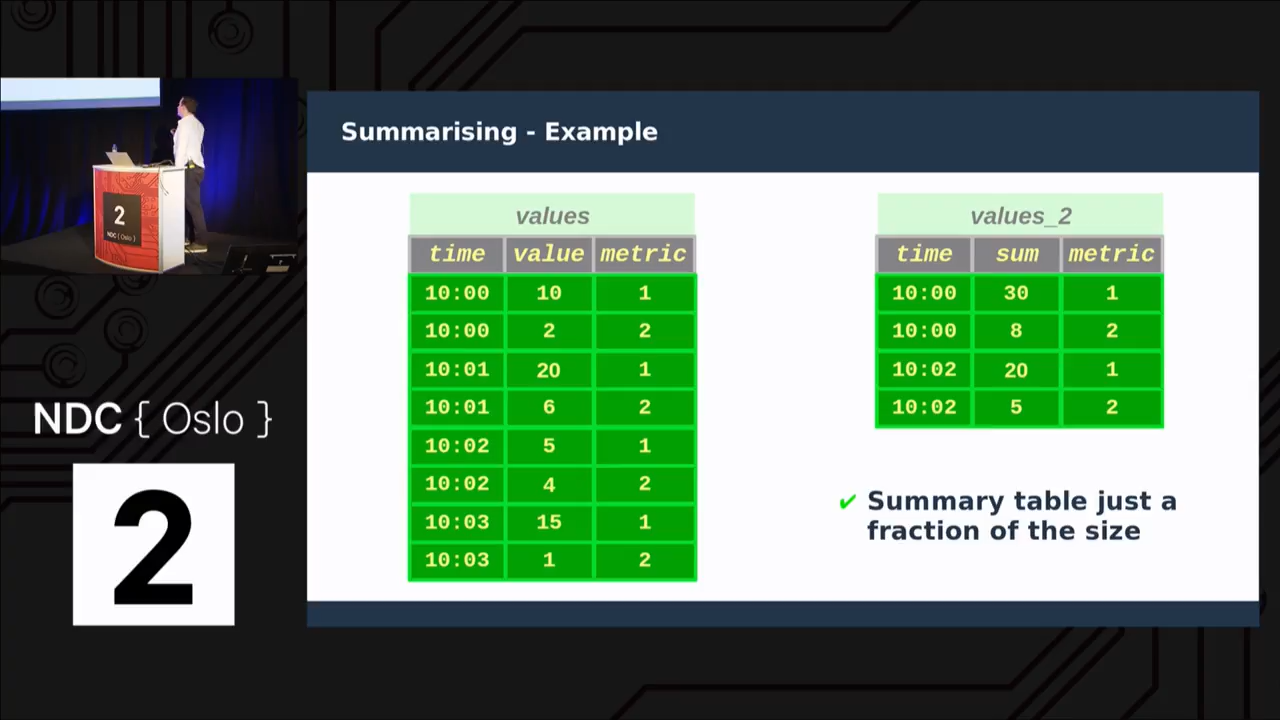 Summarising - Example
values
time value metric
10:00 10 1
10:00 2 2
10:01 20 1
10:01 6 2
10:02 5 1
10:02 4 2
10:03 15 1
10:03 1 2
values_2
time sum metric
10:00 30 1
10:00 8 2
10:02 20 1
10:02 5 2
✔ Summary table just a
fraction of the size
2
NDC { Oslo }
NDC { Oslo }
2